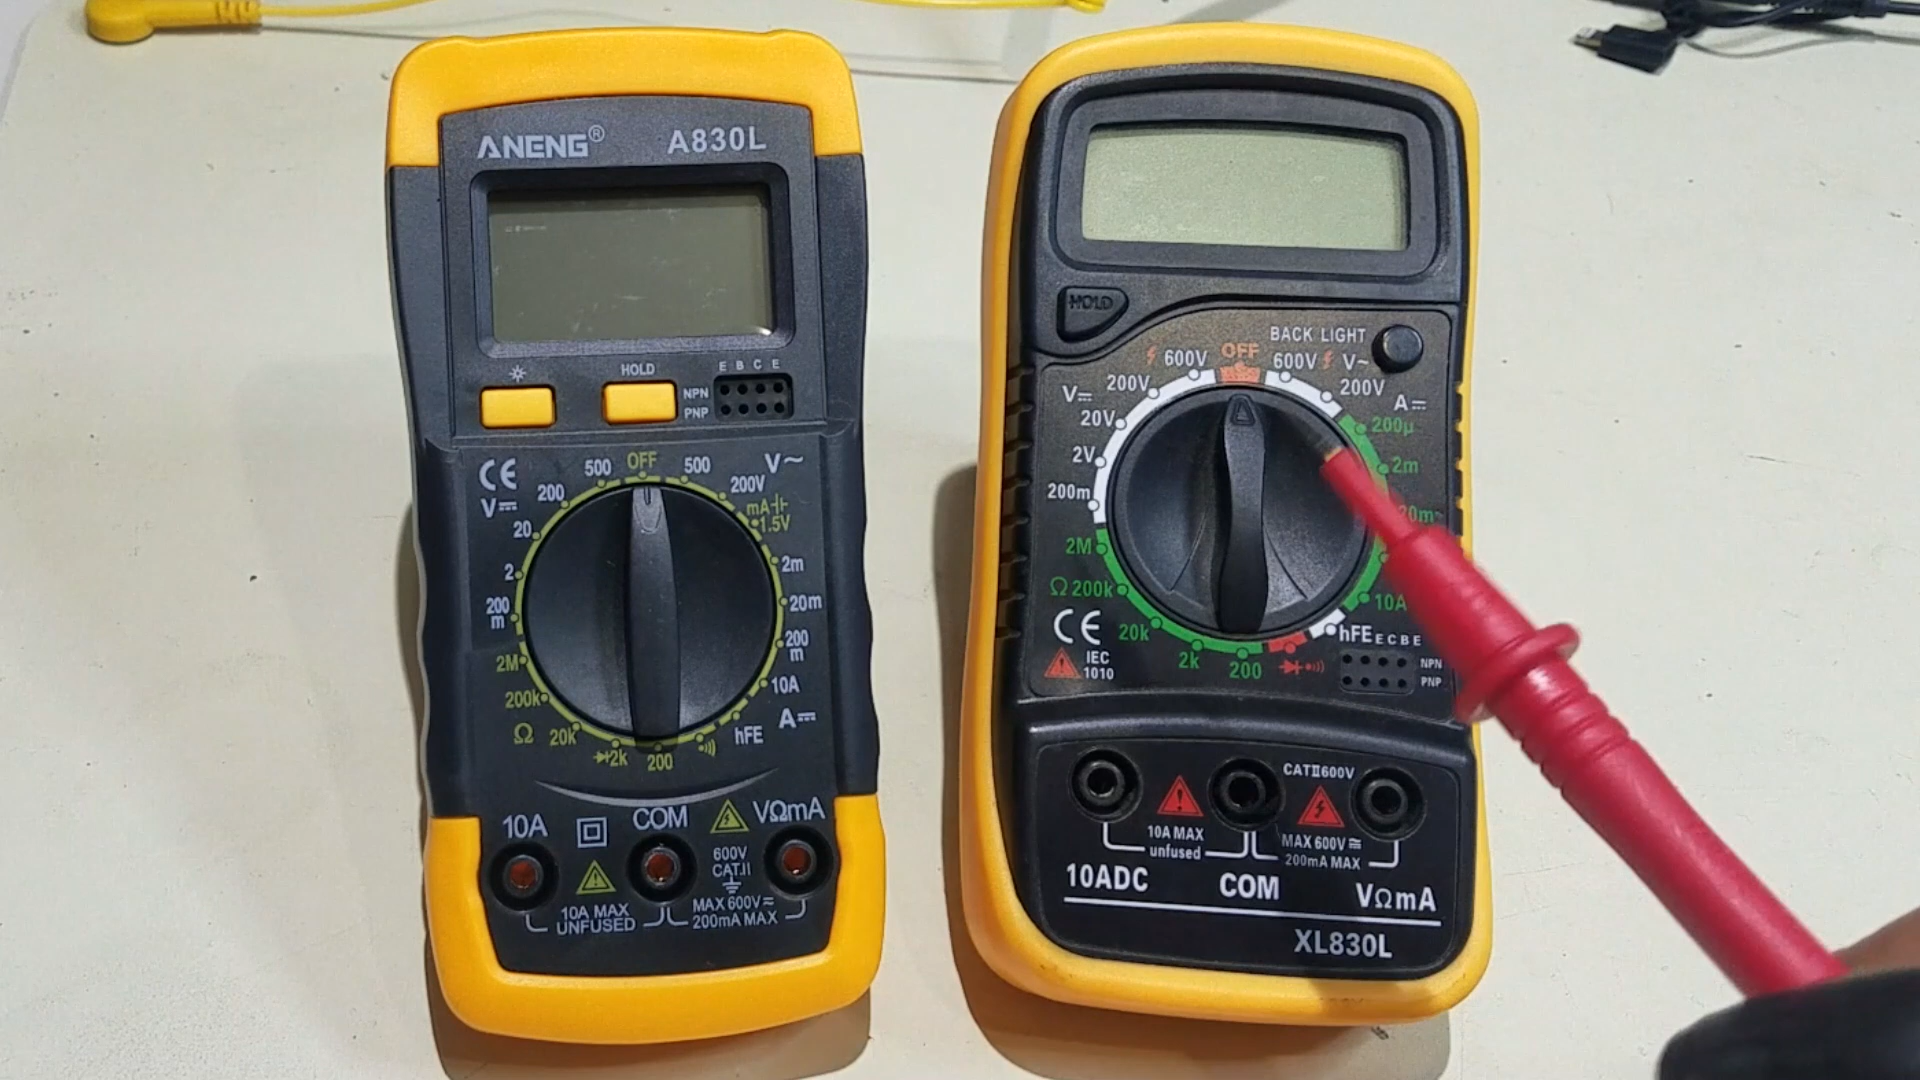 ANENG® A830L
HOLD
E B C E
NPN
PNP
CE
V⎓
OFF
500
200V
V~
mA
1.5V
2m
20m
200
m
10A
A⎓
hFE
200
2k
20k
Ω
200k
2M
200
m
2
20
200
500
10A
COM
VΩmA
600V
CAT.II
10A MAX
UNFUSED
MAX 600V≂
200mA MAX
HOLD
BACK LIGHT
OFF
600V V~
200V
A⎓
200µ
2m
20m
10A
hFE E C B E
NPN
PNP
200
2k
20k
Ω 200k
2M
200m
2V
20V
V⎓
200V
600V
CE
IEC
1010
CAT II 600V
10A MAX
unfused
MAX 600V≂
200mA MAX
10ADC
COM
VΩmA
XL830L